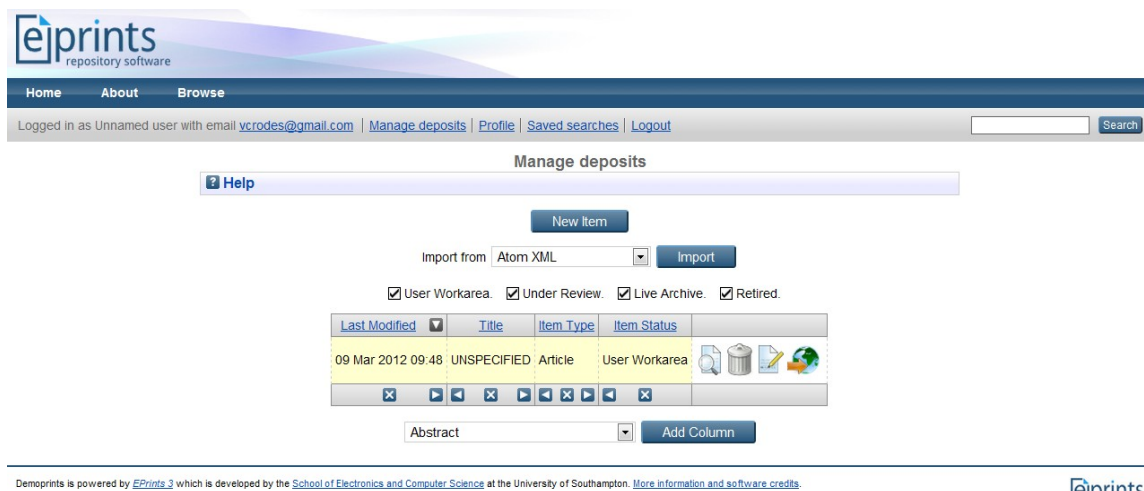 eprints
repository software
Home About Browse
Logged in as Unnamed user with email vcrodes@gmail.com | Manage deposits | Profile | Saved searches | Logout Search
Manage deposits
? Help
New Item
Import from Atom XML Import
User Workarea. Under Review. Live Archive. Retired.
Last Modified Title Item Type Item Status
09 Mar 2012 09:48 UNSPECIFIED Article User Workarea
Abstract Add Column
Demoprints is powered by EPrints 3 which is developed by the School of Electronics and Computer Science at the University of Southampton. More information and software credits.
eprints